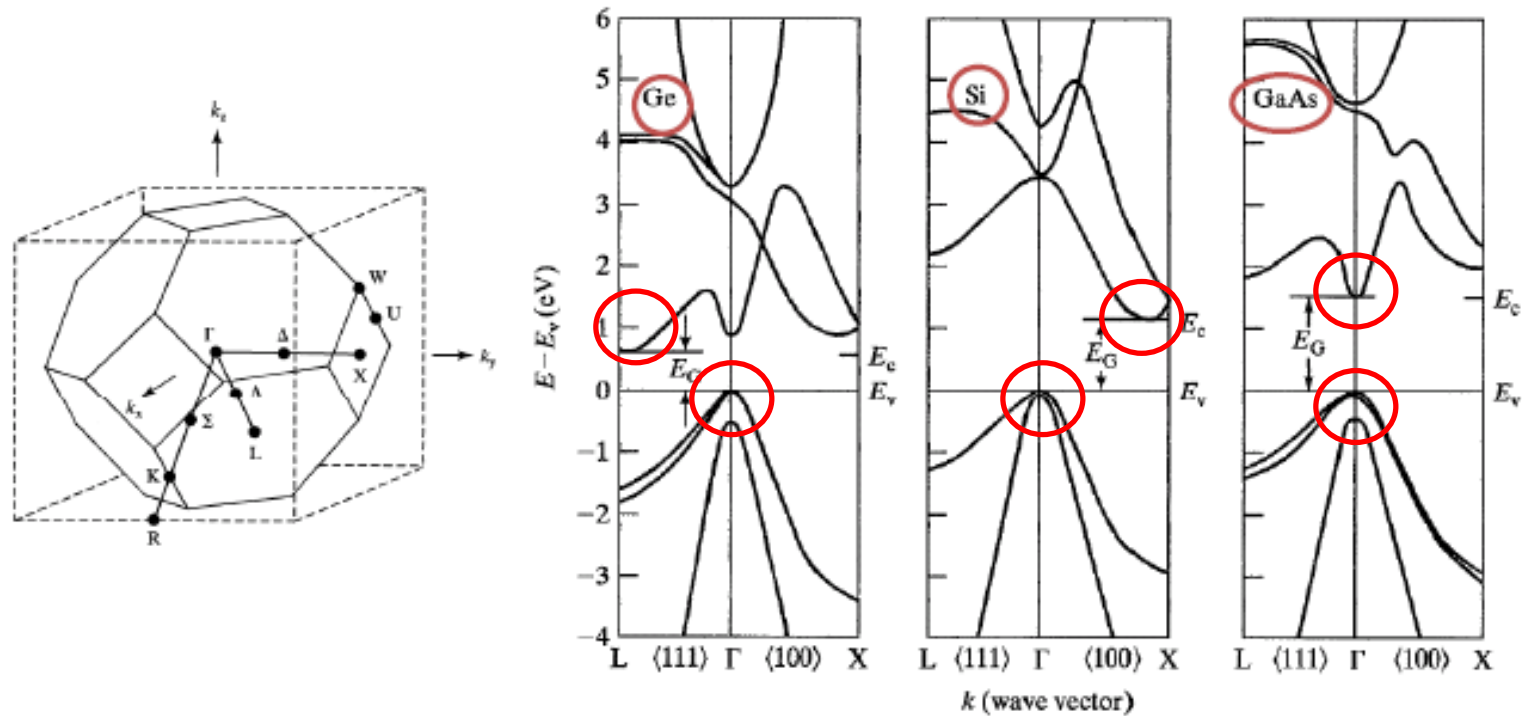 k_z
W
U
Γ Δ
k_y
X
k_x
Λ
Σ
L
K
R
E−E_v (eV)
6
5
4
3
2
1
0
−1
−2
−3
−4
Ge
E_G
E_c
E_v
L ⟨111⟩ Γ ⟨100⟩ X
Si
E_G
E_c
E_v
L ⟨111⟩ Γ ⟨100⟩ X
GaAs
E_G
E_c
E_v
L ⟨111⟩ Γ ⟨100⟩ X
k (wave vector)